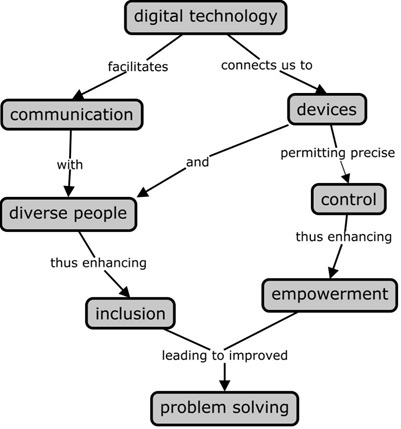 digital technology
facilitates
connects us to
communication
devices
with
and
permitting precise
diverse people
control
thus enhancing
thus enhancing
inclusion
empowerment
leading to improved
problem solving